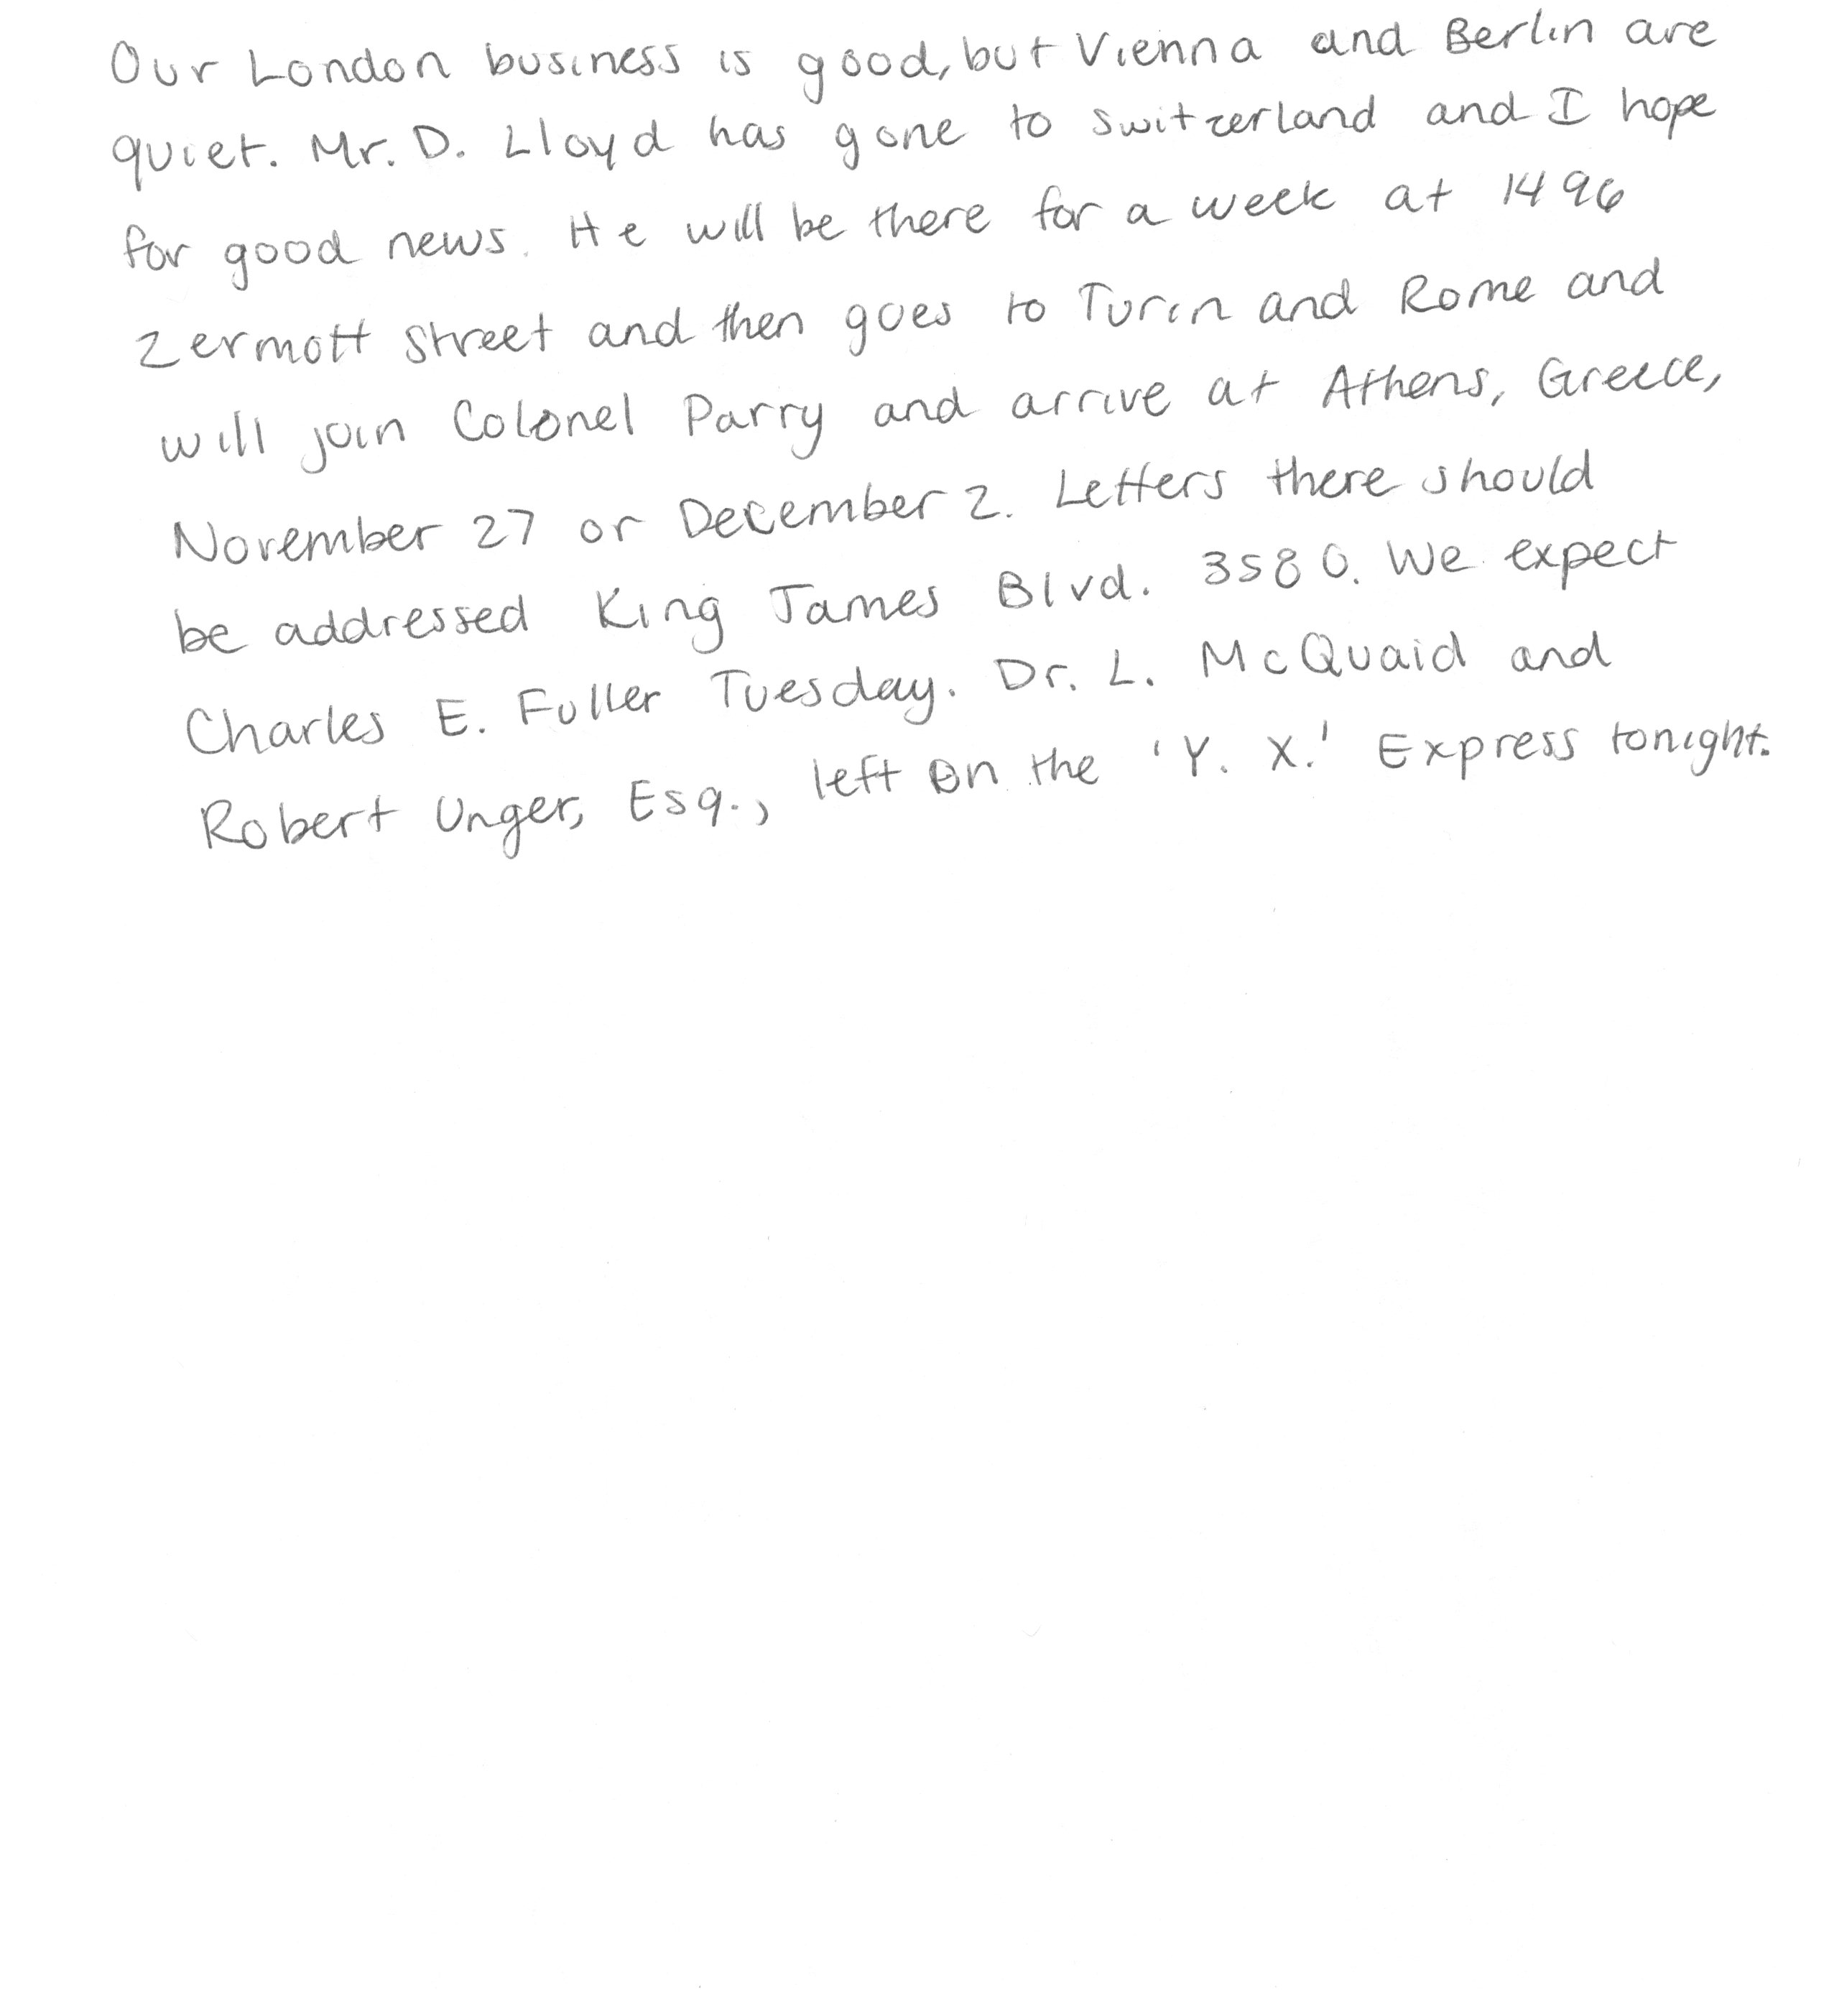 Our London business is good, but Vienna and Berlin are
quiet. Mr. D. Lloyd has gone to Switzerland and I hope
for good news. He will be there for a week at 1496
Zermott Street and then goes to Turin and Rome and
will join Colonel Parry and arrive at Athens, Greece,
November 27 or December 2. Letters there should
be addressed King James Blvd. 3580. We expect
Charles E. Fuller Tuesday. Dr. L. McQuaid and
Robert Unger, Esq., left on the 'Y. X.' Express tonight.